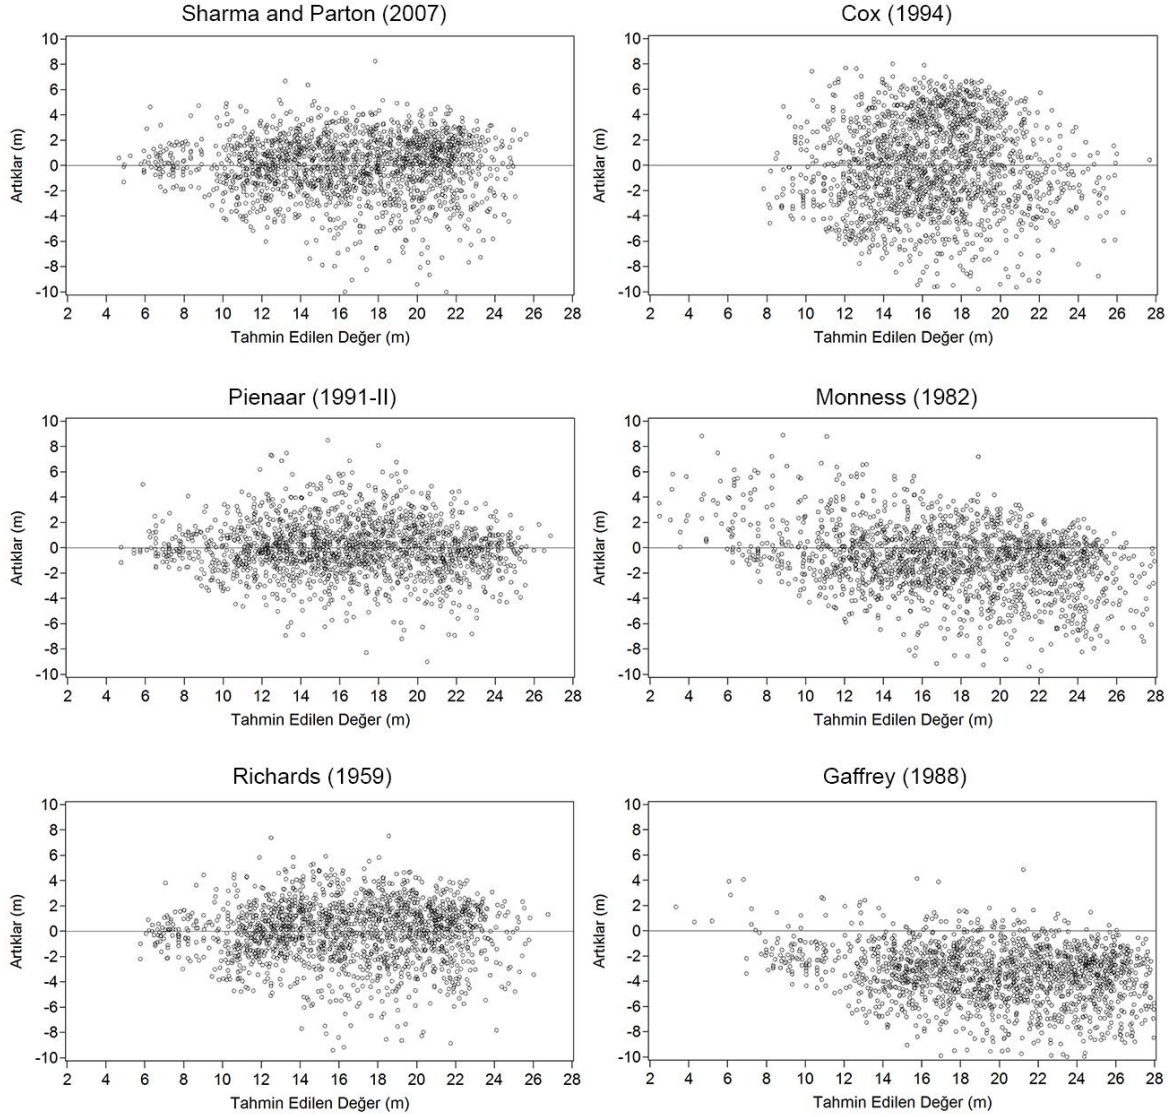 Sharma and Parton (2007)
10
8
6
4
2
0
-2
-4
-6
-8
-10
Artıklar (m)
2 4 6 8 10 12 14 16 18 20 22 24 26 28
Tahmin Edilen Değer (m)
Cox (1994)
10
8
6
4
2
0
-2
-4
-6
-8
-10
Artıklar (m)
2 4 6 8 10 12 14 16 18 20 22 24 26 28
Tahmin Edilen Değer (m)
Pienaar (1991-II)
10
8
6
4
2
0
-2
-4
-6
-8
-10
Artıklar (m)
2 4 6 8 10 12 14 16 18 20 22 24 26 28
Tahmin Edilen Değer (m)
Monness (1982)
10
8
6
4
2
0
-2
-4
-6
-8
-10
Artıklar (m)
2 4 6 8 10 12 14 16 18 20 22 24 26 28
Tahmin Edilen Değer (m)
Richards (1959)
10
8
6
4
2
0
-2
-4
-6
-8
-10
Artıklar (m)
2 4 6 8 10 12 14 16 18 20 22 24 26 28
Tahmin Edilen Değer (m)
Gaffrey (1988)
10
8
6
4
2
0
-2
-4
-6
-8
-10
Artıklar (m)
2 4 6 8 10 12 14 16 18 20 22 24 26 28
Tahmin Edilen Değer (m)